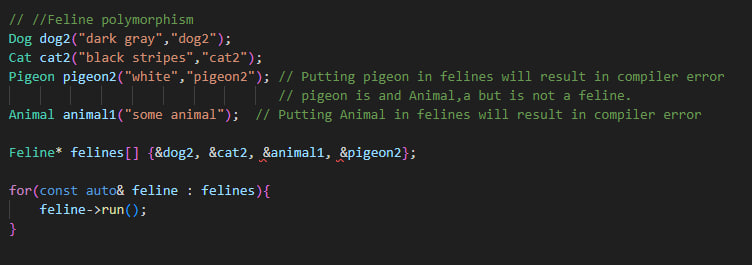 // //Feline polymorphism
Dog dog2("dark gray","dog2");
Cat cat2("black stripes","cat2");
Pigeon pigeon2("white","pigeon2"); // Putting pigeon in felines will result in compiler error
// pigeon is and Animal,a but is not a feline.
Animal animal1("some animal");  // Putting Animal in felines will result in compiler error
Feline* felines[] {&dog2, &cat2, &animal1, &pigeon2};
for(const auto& feline : felines){
    feline->run();
}